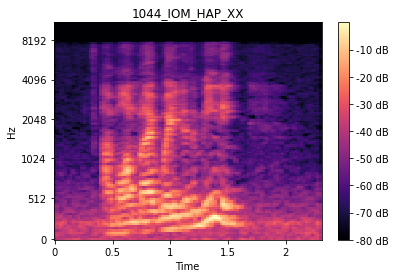 1044_IOM_HAP_XX
8192
4096
2048
1024
512
0
Hz
0
0.5
1
1.5
2
Time
-10 dB
-20 dB
-30 dB
-40 dB
-50 dB
-60 dB
-70 dB
-80 dB